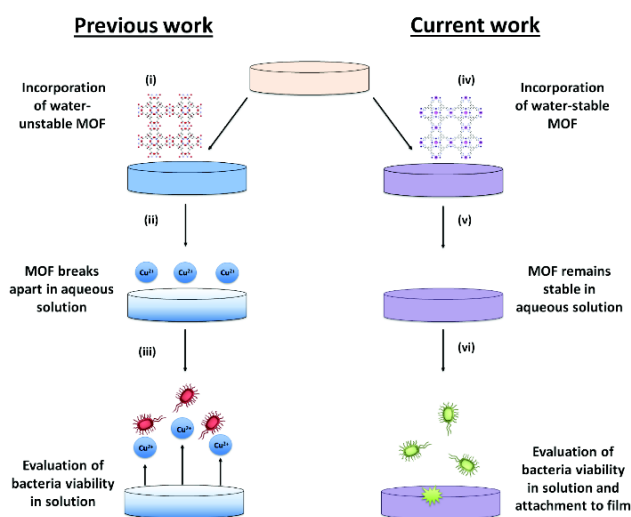 Previous work
Current work
(i)
(iv)
Incorporation
of water-
unstable MOF
Incorporation
of water-stable
MOF
(ii)
(v)
MOF breaks
apart in aqueous
solution
Cu²⁺ Cu²⁺ Cu²⁺
MOF remains
stable in
aqueous solution
(iii)
(vi)
Cu²⁺ Cu²⁺ Cu²⁺
Evaluation of
bacteria viability
in solution
Evaluation of
bacteria viability
in solution and
attachment to film